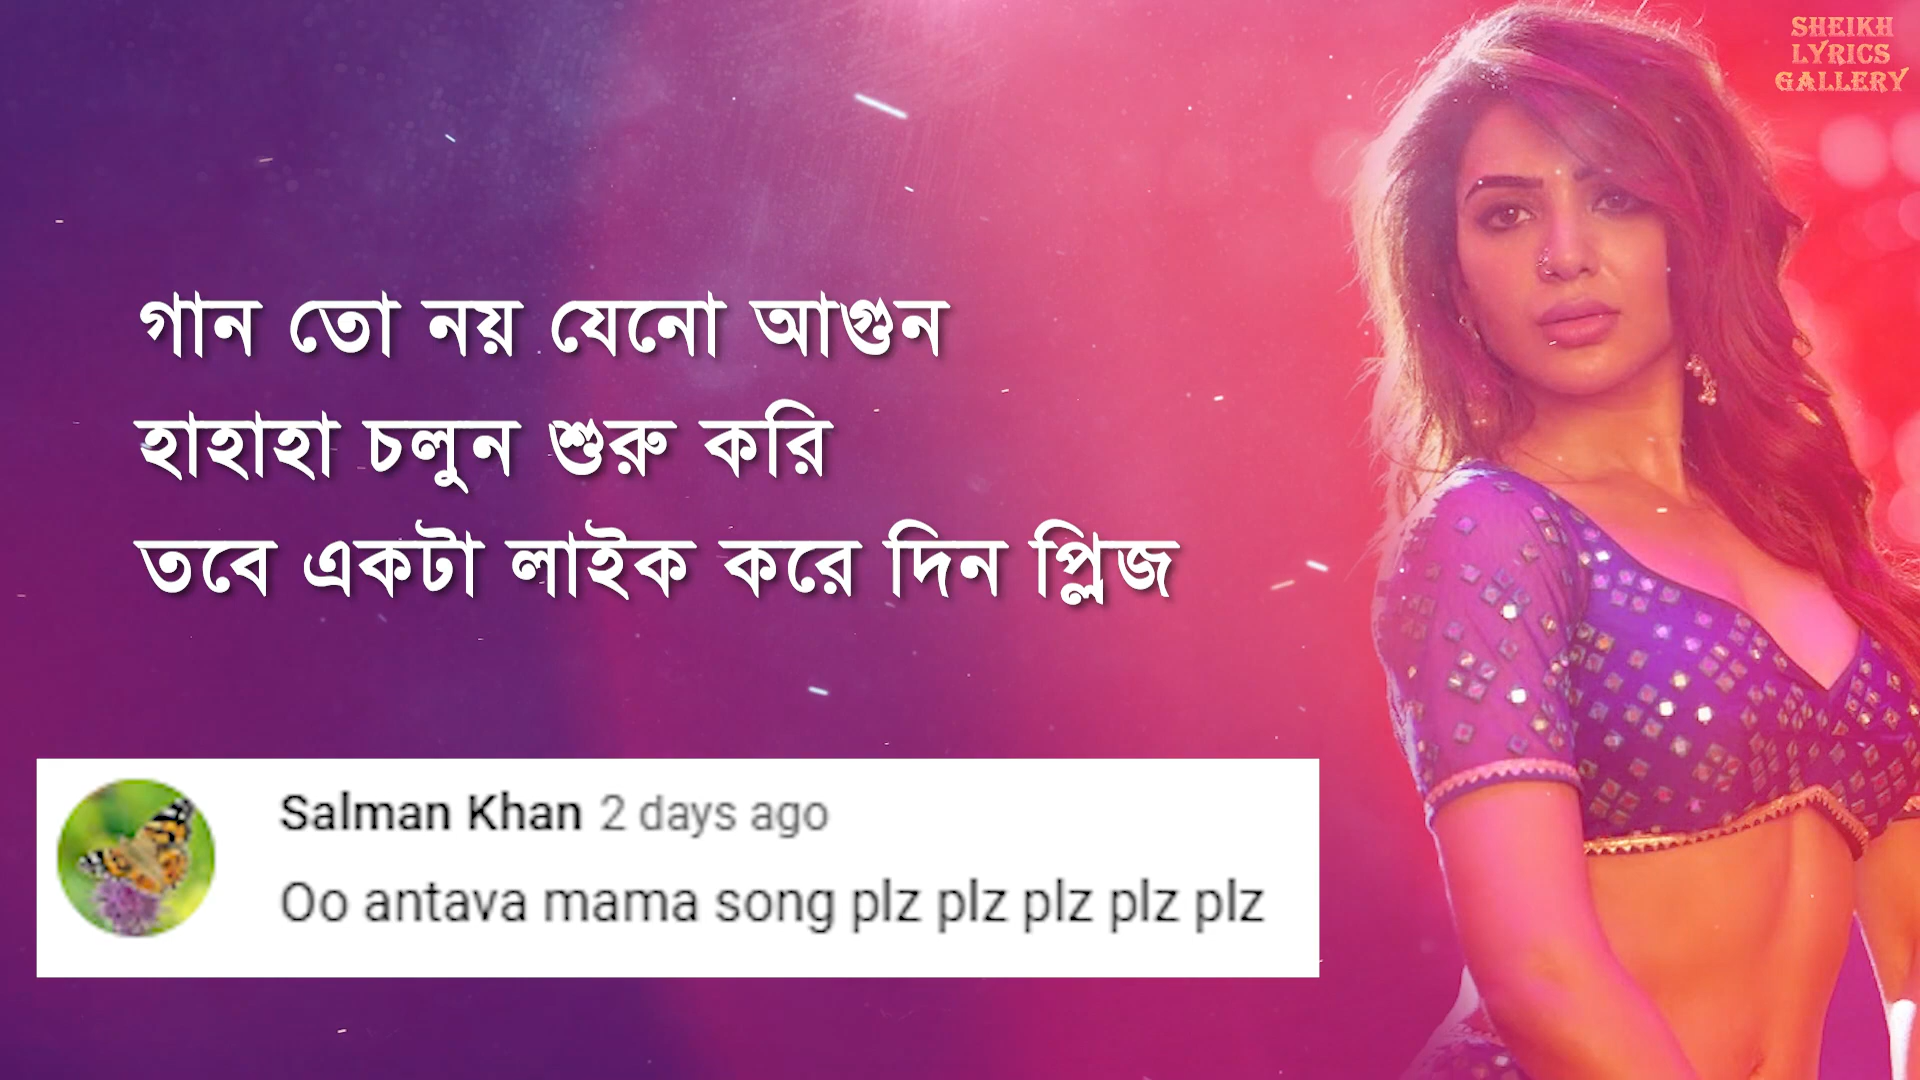 SHEIKH
LYRICS
GALLERY
গান তো নয় যেনো আগুন
হাহাহা চলুন শুরু করি
তবে একটা লাইক করে দিন প্লিজ
Salman Khan 2 days ago
Oo antava mama song plz plz plz plz plz